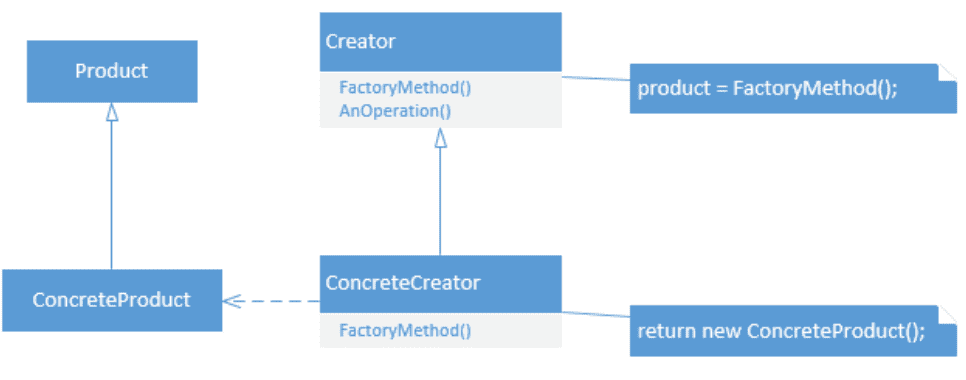 Product
Creator
FactoryMethod()
AnOperation()
product = FactoryMethod();
ConcreteProduct
ConcreteCreator
FactoryMethod()
return new ConcreteProduct();